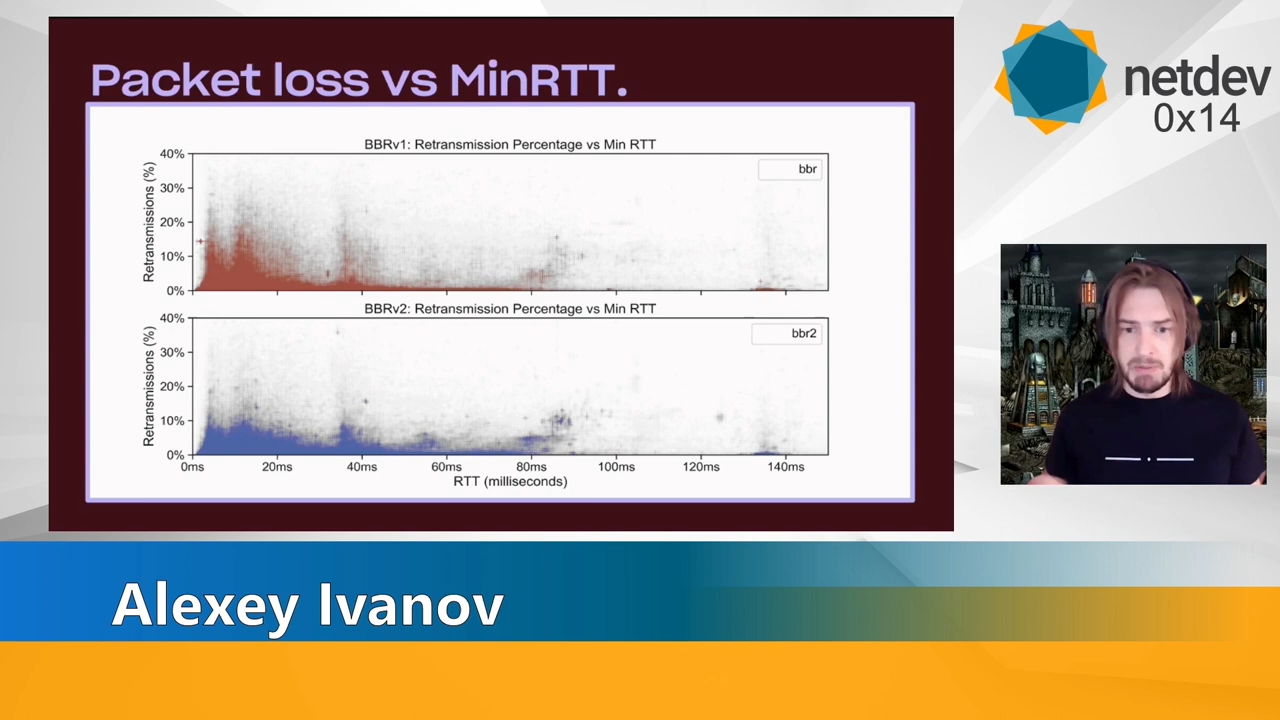 Packet loss vs MinRTT.
BBRv1: Retransmission Percentage vs Min RTT
Retransmissions (%)
40%
30%
20%
10%
0%
bbr
BBRv2: Retransmission Percentage vs Min RTT
Retransmissions (%)
40%
30%
20%
10%
0%
bbr2
0ms 20ms 40ms 60ms 80ms 100ms 120ms 140ms
RTT (milliseconds)
netdev
0x14
Alexey Ivanov